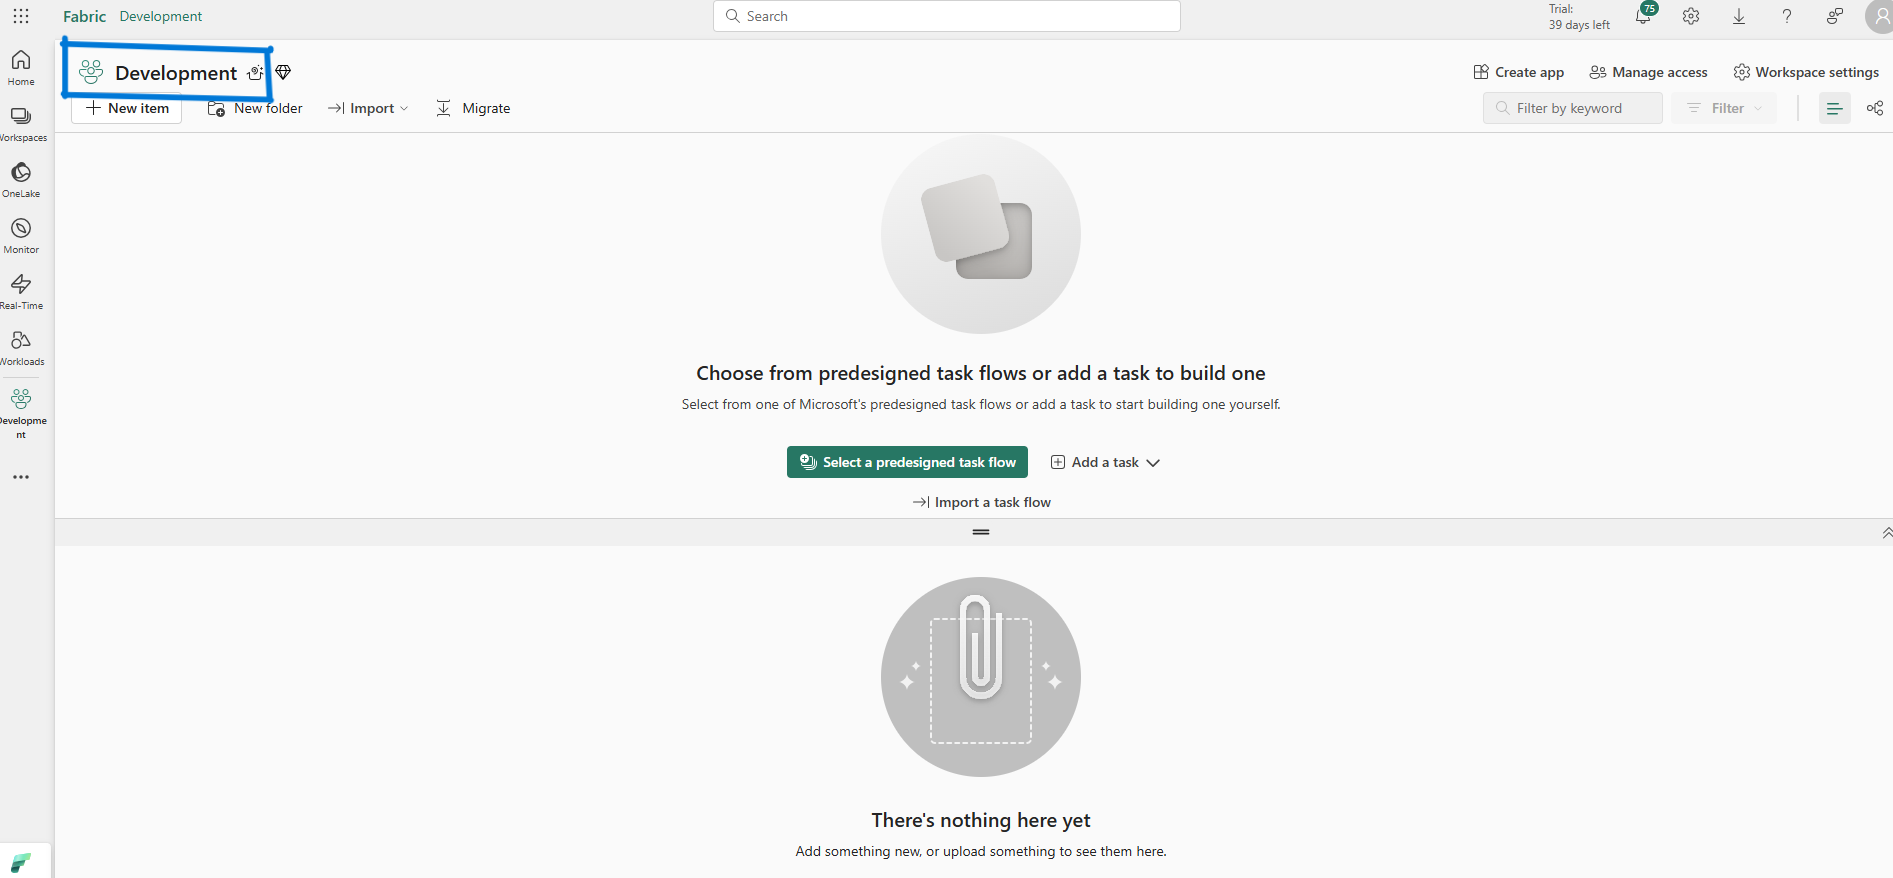 Fabric Development
Search
Trial:
39 days left
75
Home
Workspaces
OneLake
Monitor
Real-Time
Workloads
Developme
nt
Development
Create app
Manage access
Workspace settings
New item
New folder
Import
Migrate
Filter by keyword
Filter
Choose from predesigned task flows or add a task to build one
Select from one of Microsoft's predesigned task flows or add a task to start building one yourself.
Select a predesigned task flow
Add a task
Import a task flow
There's nothing here yet
Add something new, or upload something to see them here.